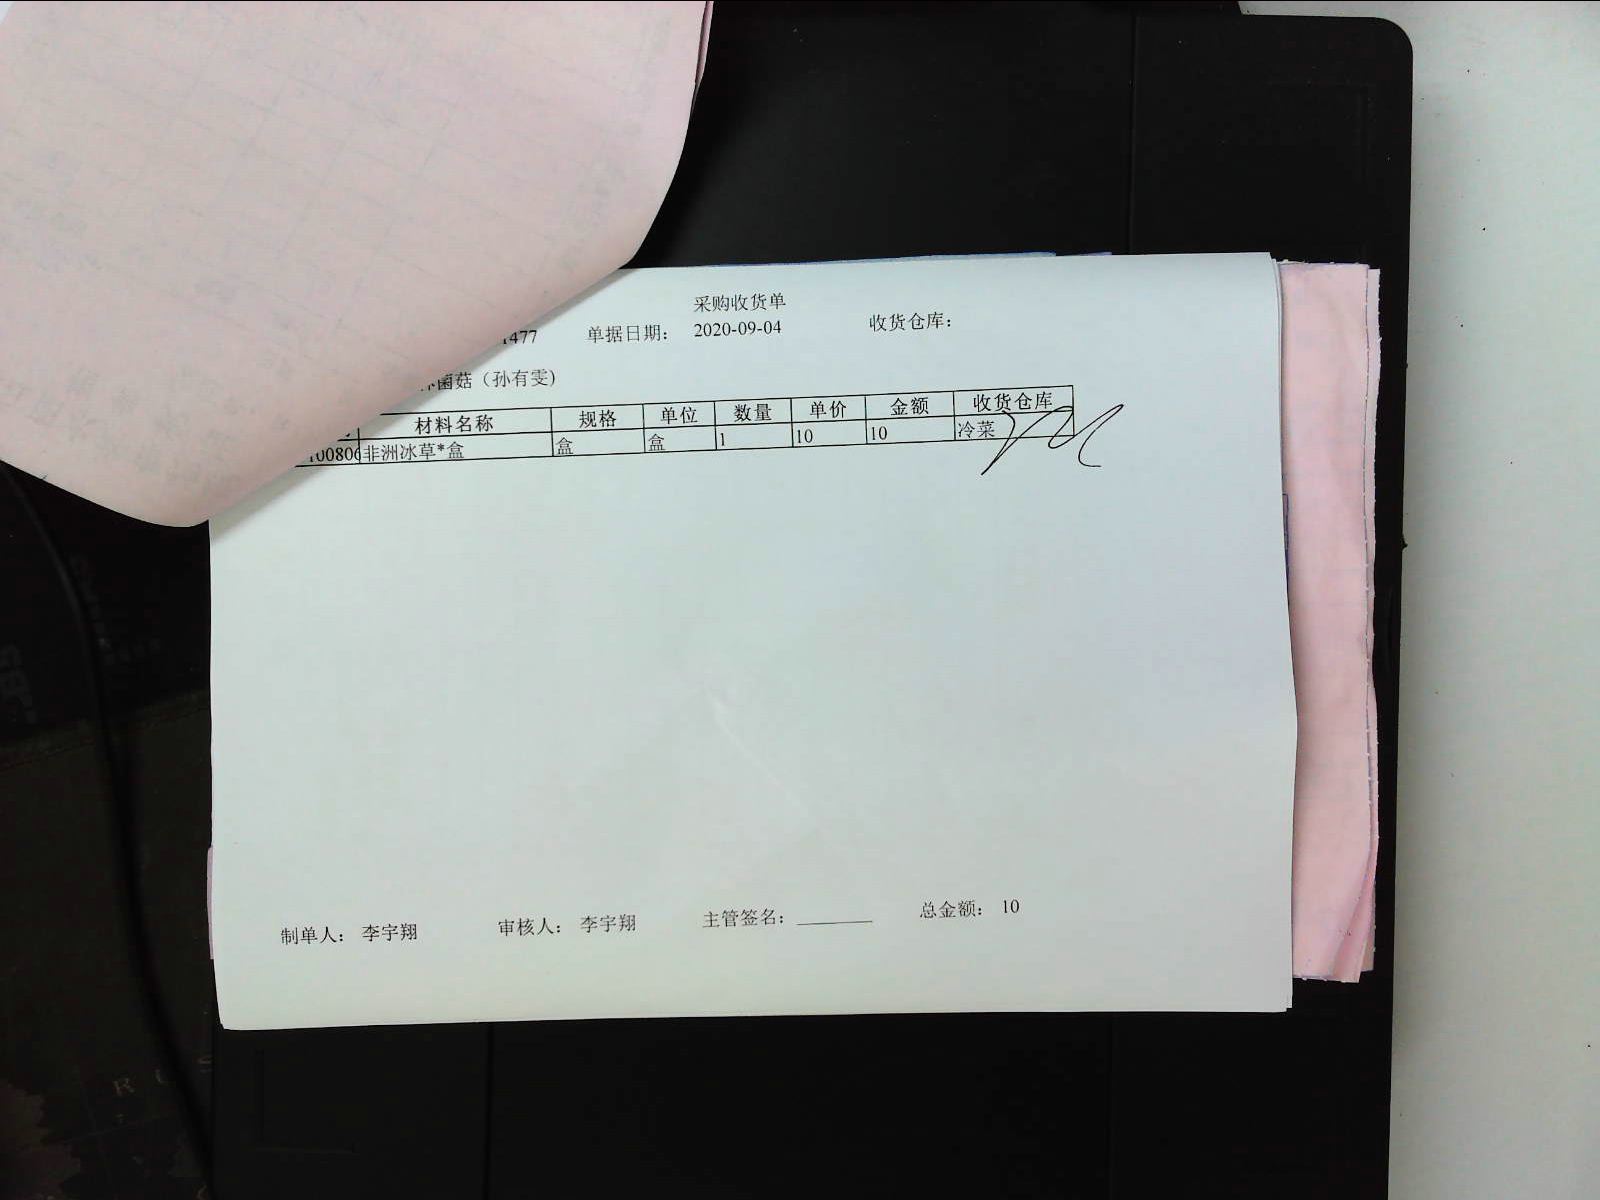 采购收货单
1477 单据日期： 2020-09-04 收货仓库：
菌菇（孙有雯)
材料名称 规格 单位 数量 单价 金额 收货仓库
100806 非洲冰草*盒 盒 盒 1 10 10 冷菜
制单人： 李宇翔 审核人： 李宇翔 主管签名： 总金额： 10